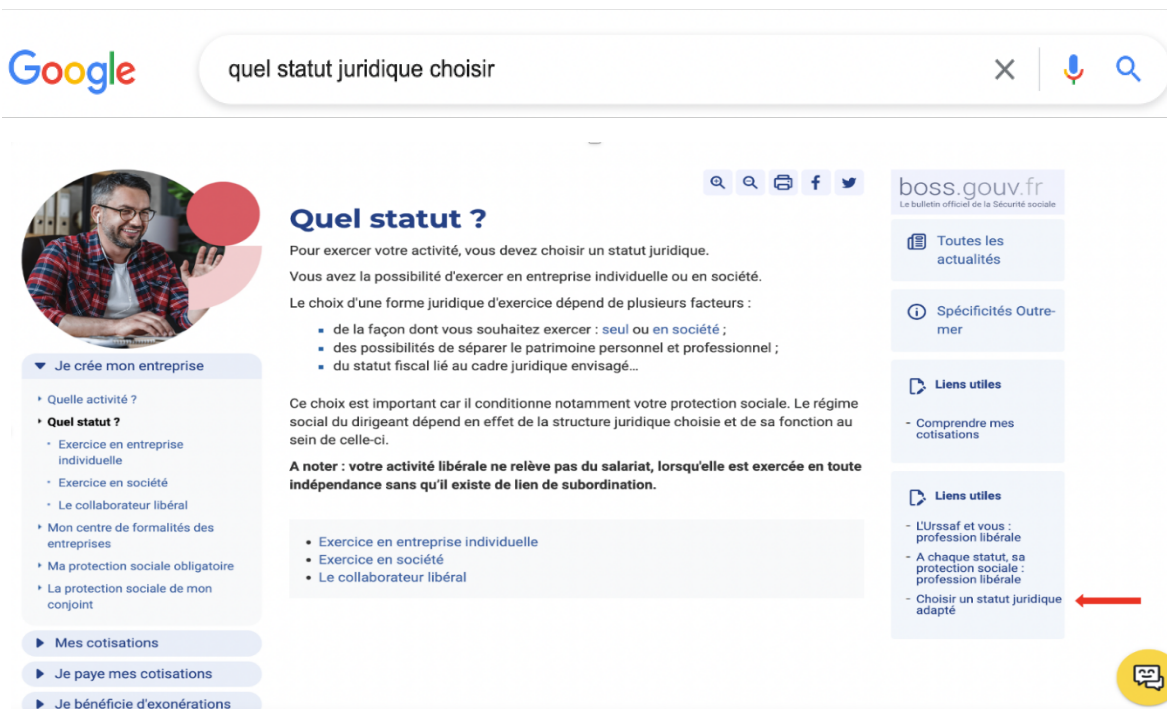 Google
quel statut juridique choisir
Quel statut ?
Pour exercer votre activité, vous devez choisir un statut juridique.
Vous avez la possibilité d'exercer en entreprise individuelle ou en société.
Le choix d'une forme juridique d'exercice dépend de plusieurs facteurs :
de la façon dont vous souhaitez exercer : seul ou en société ;
des possibilités de séparer le patrimoine personnel et professionnel ;
du statut fiscal lié au cadre juridique envisagé...
Ce choix est important car il conditionne notamment votre protection sociale. Le régime
social du dirigeant dépend en effet de la structure juridique choisie et de sa fonction au
sein de celle-ci.
A noter : votre activité libérale ne relève pas du salariat, lorsqu'elle est exercée en toute
indépendance sans qu'il existe de lien de subordination.
• Exercice en entreprise individuelle
• Exercice en société
• Le collaborateur libéral
Je crée mon entreprise
Quelle activité ?
Quel statut ?
Exercice en entreprise
individuelle
Exercice en société
Le collaborateur libéral
Mon centre de formalités des
entreprises
Ma protection sociale obligatoire
La protection sociale de mon
conjoint
Mes cotisations
Je paye mes cotisations
Je bénéficie d'exonérations
boss.gouv.fr
Le bulletin officiel de la Sécurité sociale
Toutes les
actualités
Spécificités Outre-
mer
Liens utiles
- Comprendre mes
cotisations
Liens utiles
- L'Urssaf et vous :
profession libérale
- A chaque statut, sa
protection sociale :
profession libérale
- Choisir un statut juridique
adapté